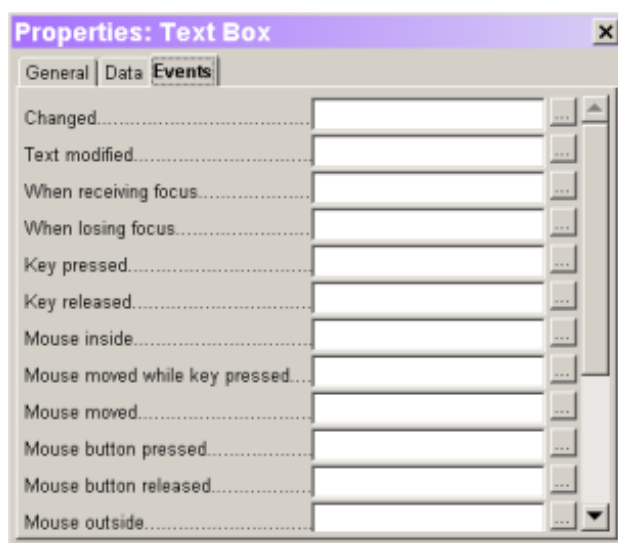 Properties: Text Box
General Data Events
Changed.................................... ...
Text modified.............................. ...
When receiving focus.................... ...
When losing focus........................ ...
Key pressed............................... ...
Key released.............................. ...
Mouse inside.............................. ...
Mouse moved while key pressed.... ...
Mouse moved............................. ...
Mouse button pressed.................. ...
Mouse button released................. ...
Mouse outside............................ ...